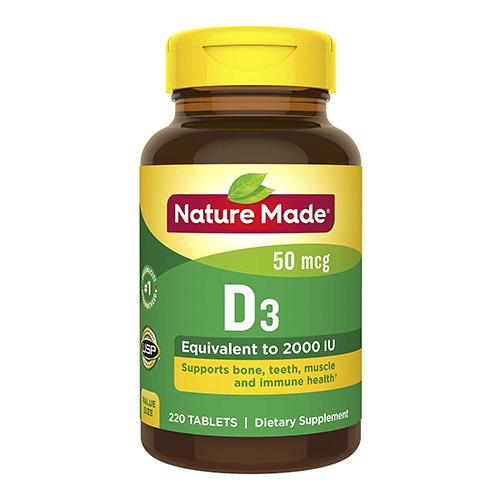 Nature Made®
50 mcg
D3
#1
Equivalent to 2000 IU
USP
Supports bone, teeth, muscle
and immune health†
VALUE
SIZE
220 TABLETS | Dietary Supplement